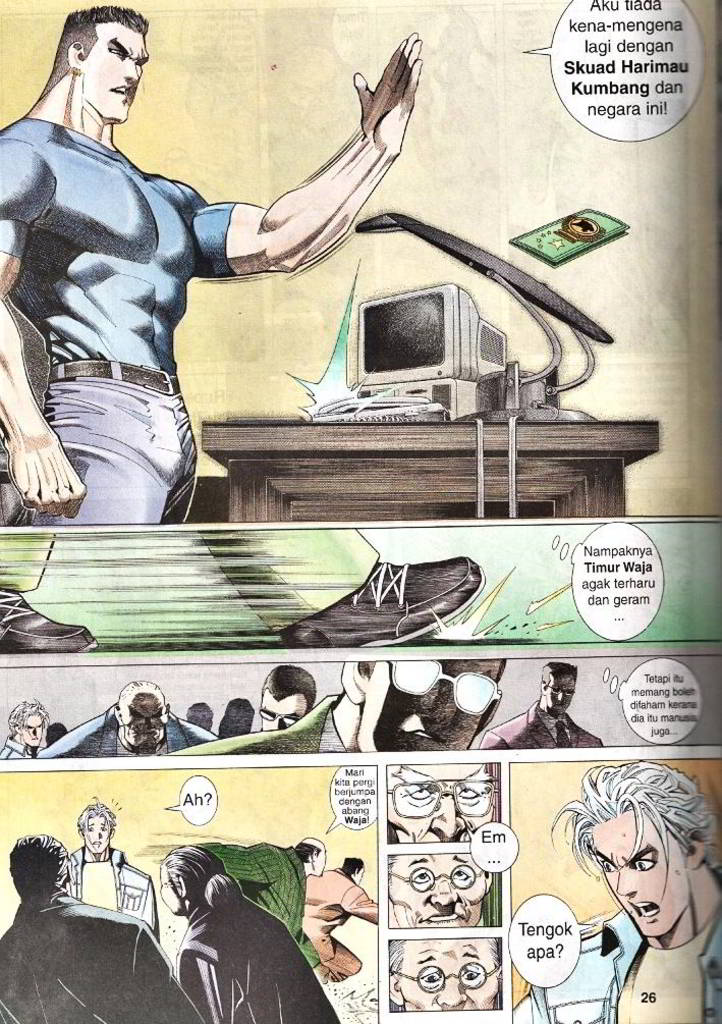 Aku tiada
kena-mengena
lagi dengan
Skuad Harimau
Kumbang dan
negara ini!
Nampaknya
Timur Waja
agak terharu
dan geram
...
Tetapi itu
memang boleh
difaham kerana
dia itu manusia
juga...
Ah?
Mari
kita pergi
berjumpa
dengan
abang
Waja!
Em
...
Tengok
apa?
26